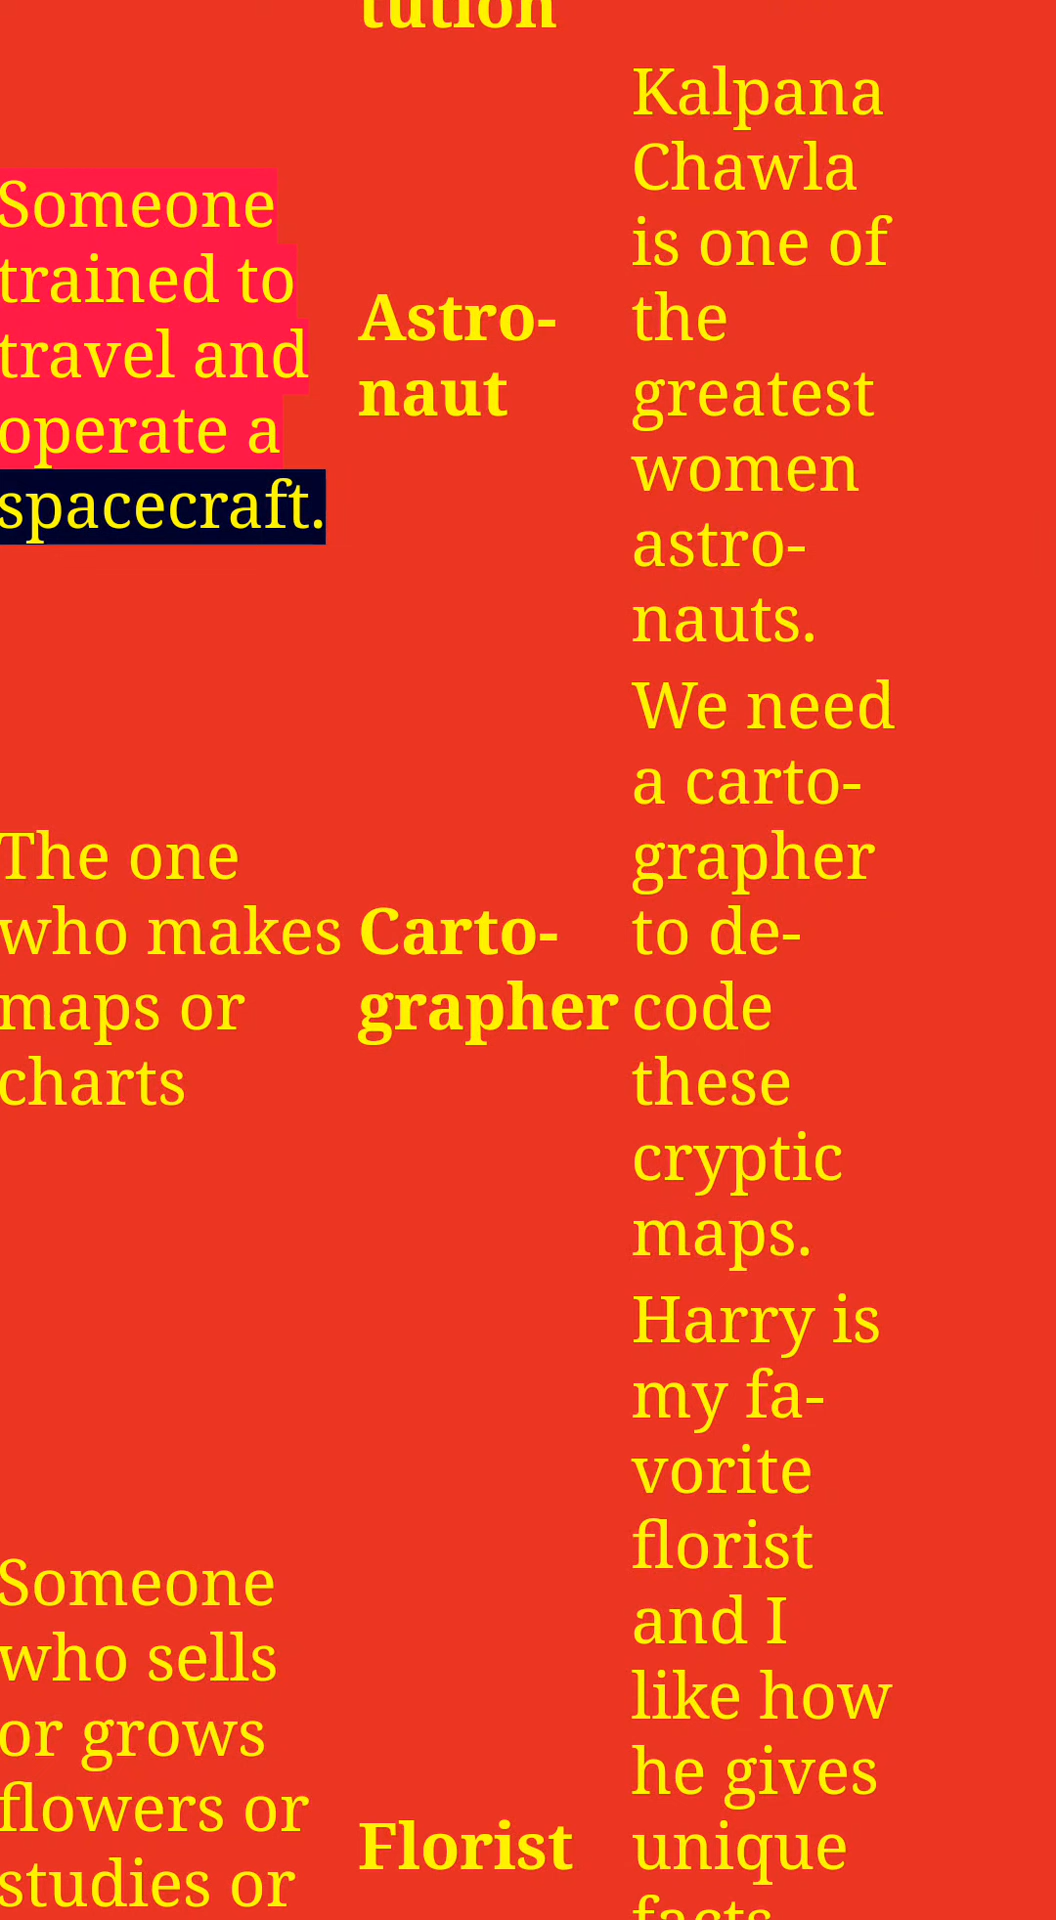 tution
Someone
trained to
travel and
operate a
spacecraft.
Astro-
naut
Kalpana
Chawla
is one of
the
greatest
women
astro-
nauts.
The one
who makes
maps or
charts
Carto-
grapher
We need
a carto-
grapher
to de-
code
these
cryptic
maps.
Someone
who sells
or grows
flowers or
studies or
Florist
Harry is
my fa-
vorite
florist
and I
like how
he gives
unique
facts